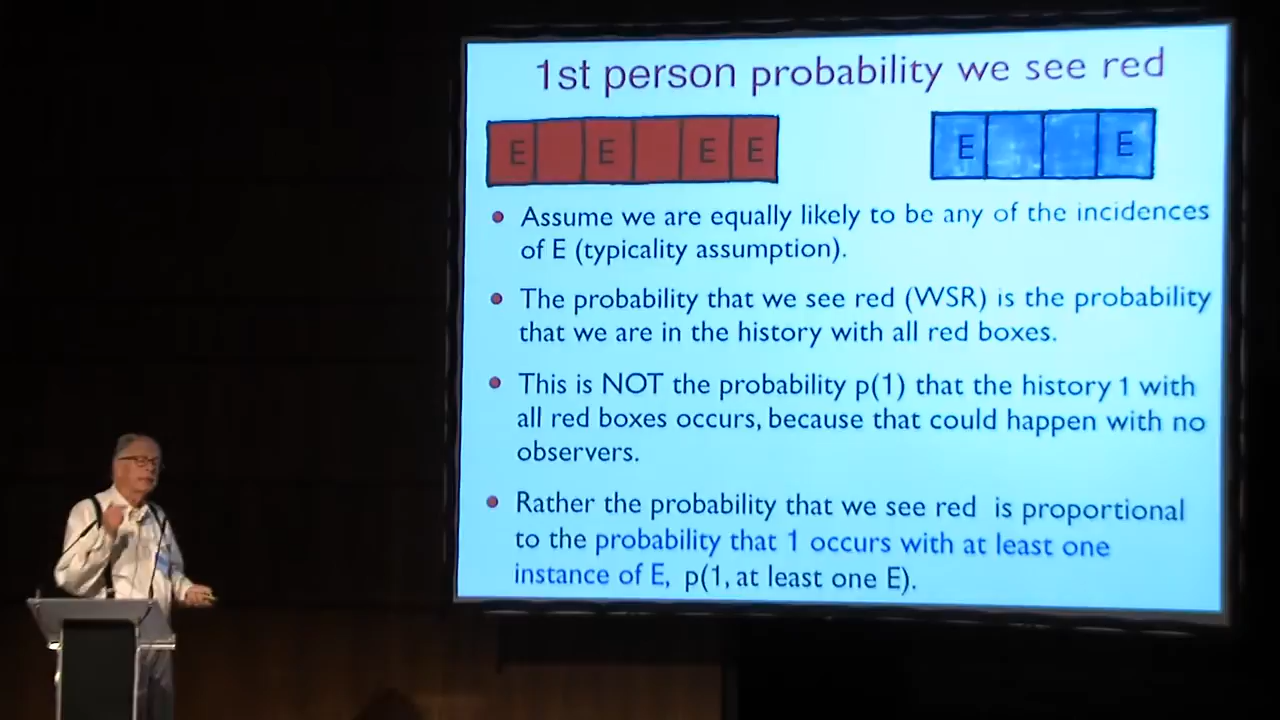 1st person probability we see red
E E E E E E
• Assume we are equally likely to be any of the incidences
of E (typicality assumption).
• The probability that we see red (WSR) is the probability
that we are in the history with all red boxes.
• This is NOT the probability p(1) that the history 1 with
all red boxes occurs, because that could happen with no
observers.
• Rather the probability that we see red is proportional
to the probability that 1 occurs with at least one
instance of E, p(1, at least one E).